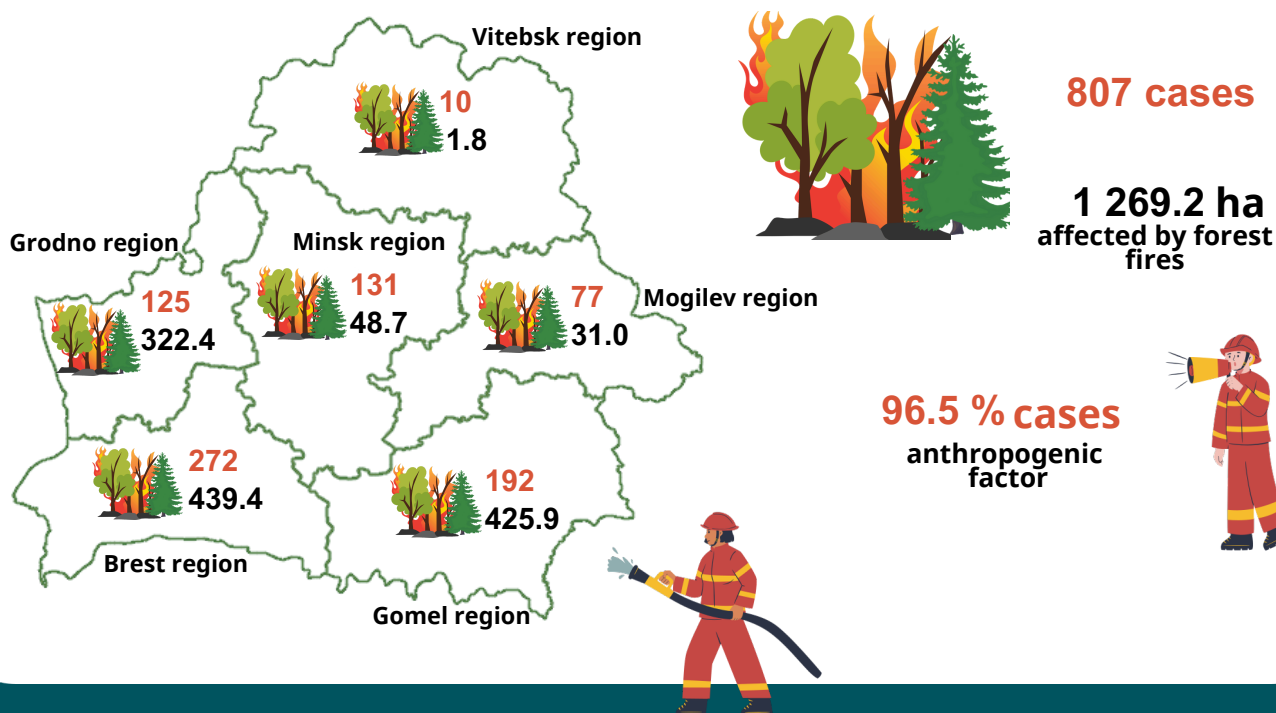 Vitebsk region
10
1.8
807 cases
1 269.2 ha
affected by forest
fires
Grodno region
125
322.4
Minsk region
131
48.7
77
31.0
Mogilev region
96.5 % cases
anthropogenic
factor
272
439.4
Brest region
192
425.9
Gomel region